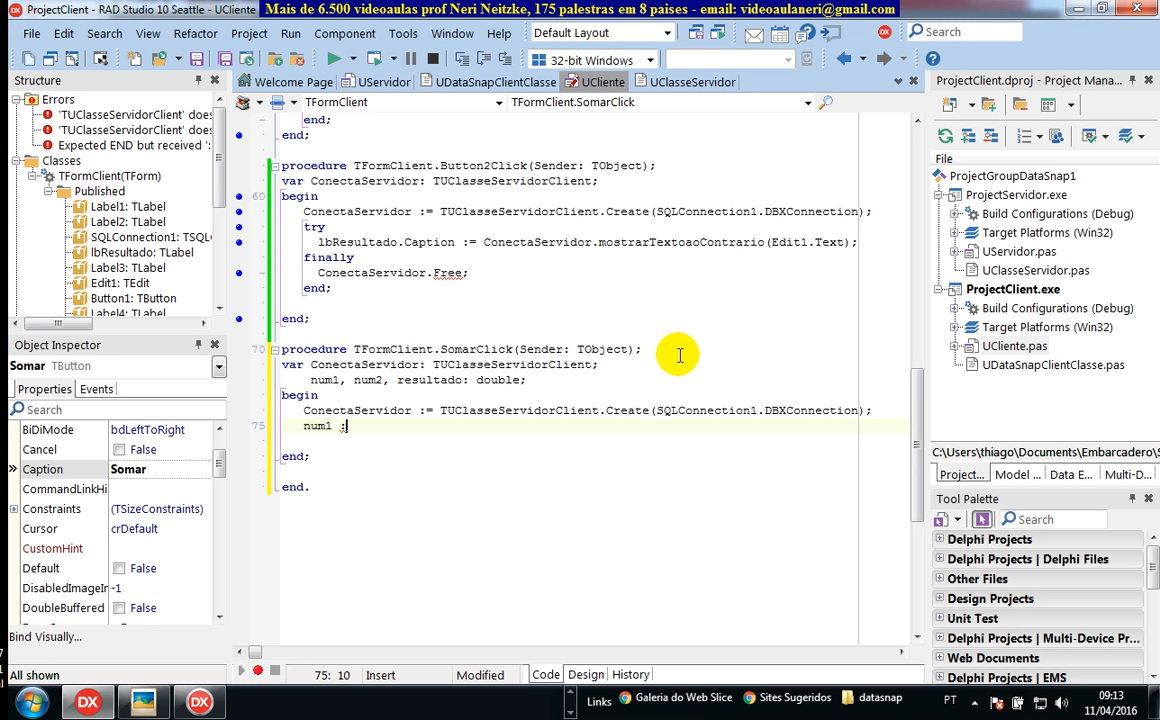 ProjectClient - RAD Studio 10 Seattle - UCliente
Mais de 6.500 videoaulas prof Neri Neitzke, 175 palestras em 8 paises - email: videoaulaneri@gmail.com
File Edit Search View Refactor Project Run Component Tools Window Help
Default Layout
Search
32-bit Windows
Structure
Errors
'TUClasseServidorClient' does
'TUClasseServidorClient' does
Expected END but received ':
Classes
TFormClient(TForm)
Published
Label1: TLabel
Label2: TLabel
SQLConnection1: TSQL
lbResultado: TLabel
Label3: TLabel
Edit1: TEdit
Button1: TButton
Label4: TLabel
Object Inspector
Somar TButton
Properties Events
Search
BiDiMode bdLeftToRight
Cancel False
Caption Somar
CommandLinkHi
Constraints (TSizeConstraints)
Cursor crDefault
CustomHint
Default False
DisabledImageIr -1
DoubleBuffered False
Bind Visually...
All shown
Welcome Page UServidor UDataSnapClientClasse UCliente UClasseServidor
TFormClient TFormClient.SomarClick
end;
end;
procedure TFormClient.Button2Click(Sender: TObject);
var ConectaServidor: TUClasseServidorClient;
60 begin
ConectaServidor := TUClasseServidorClient.Create(SQLConnection1.DBXConnection);
try
lbResultado.Caption := ConectaServidor.mostrarTextoaoContrario(Edit1.Text);
finally
ConectaServidor.Free;
end;
end;
70 procedure TFormClient.SomarClick(Sender: TObject);
var ConectaServidor: TUClasseServidorClient;
num1, num2, resultado: double;
begin
ConectaServidor := TUClasseServidorClient.Create(SQLConnection1.DBXConnection);
75 num1 :
end;
end.
75: 10 Insert Modified Code Design History
ProjectClient.dproj - Project Mana...
File
ProjectGroupDataSnap1
ProjectServidor.exe
Build Configurations (Debug)
Target Platforms (Win32)
UServidor.pas
UClasseServidor.pas
ProjectClient.exe
Build Configurations (Debug)
Target Platforms (Win32)
UCliente.pas
UDataSnapClientClasse.pas
C:\Users\thiago\Documents\Embarcadero\S
Project... Model ... Data E... Multi-D...
Tool Palette
Search
Delphi Projects
Delphi Projects | Delphi Files
Other Files
Design Projects
Unit Test
Delphi Projects | Multi-Device Pr...
Web Documents
Delphi Projects | EMS
Links Galeria do Web Slice Sites Sugeridos datasnap PT
09:13
11/04/2016